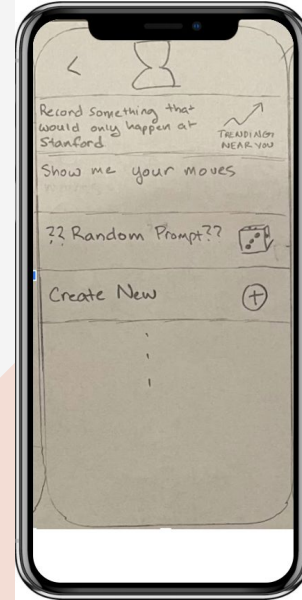 Record something that
would only happen at
Stanford
TRENDING
NEAR YOU
Show me your moves
?? Random Prompt??
Create New